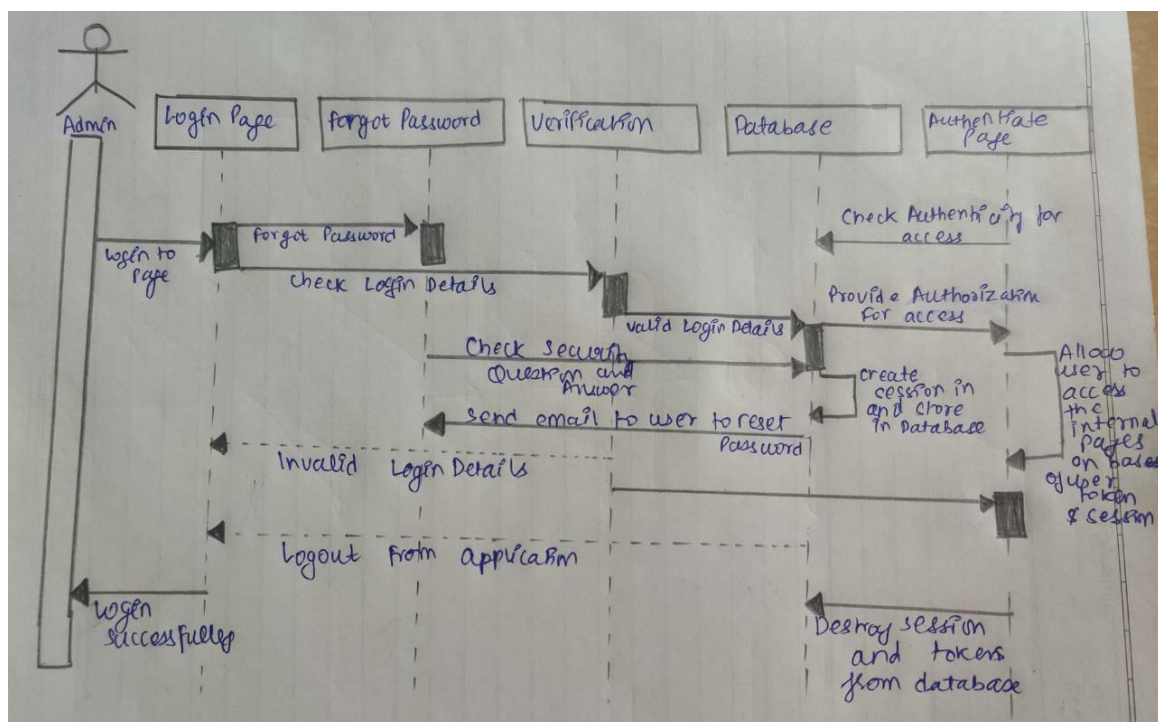 Admin
Login Page
Forgot Password
Verification
Database
Authentiate
Page
Check Authenticity for
access
Forgot Password
Login to
Page
Check Login Details
Provide Authorization
for access
Valid Login Details
Check Security
Question and
Answer
create
session in
and store
in Database
Allow
user to
access
the
internal
pages
on bases
of user
token
& session
Send email to user to reset
Password
Invalid Login Details
Logout from application
Login
successfully
Destroy session
and tokens
from database